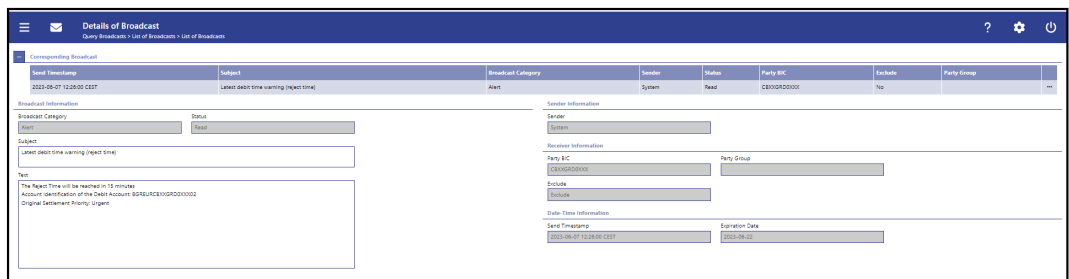 Details of Broadcast
Query Broadcasts > List of Broadcasts > List of Broadcasts
?
Corresponding Broadcast
Send Timestamp Subject Broadcast Category Sender Status Party BIC Exclude Party Group
2023-06-07 12:26:00 CEST Latest debit time warning (reject time) Alert System Read CBXXGRD0XXX No ...
Broadcast Information
Broadcast Category Status
Alert Read
Subject
Latest debit time warning (reject time)
Text
The Reject Time will be reached in 15 minutes
Account Identification of the Debit Account: BGREURCBXXGRD0XXX02
Original Settlement Priority: Urgent
Sender Information
Sender
System
Receiver Information
Party BIC Party Group
CBXXGRD0XXX
Exclude
Exclude
Date-Time Information
Send Timestamp Expiration Date
2023-06-07 12:26:00 CEST 2023-06-22